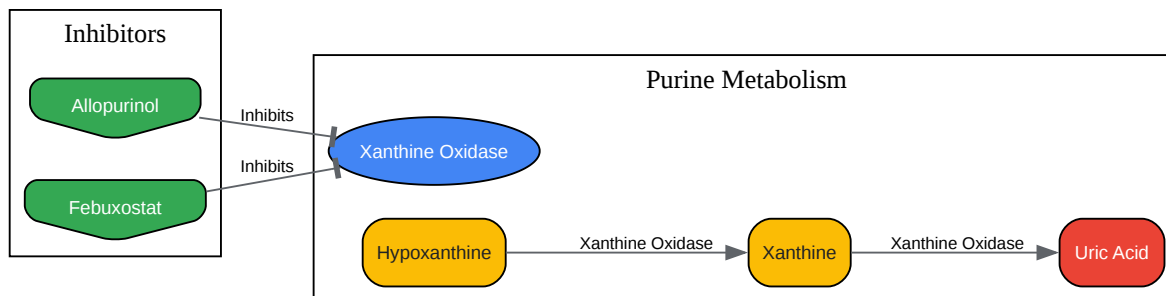 Inhibitors
Allopurinol
Febuxostat
Inhibits
Inhibits
Purine Metabolism
Xanthine Oxidase
Hypoxanthine
Xanthine Oxidase
Xanthine
Xanthine Oxidase
Uric Acid